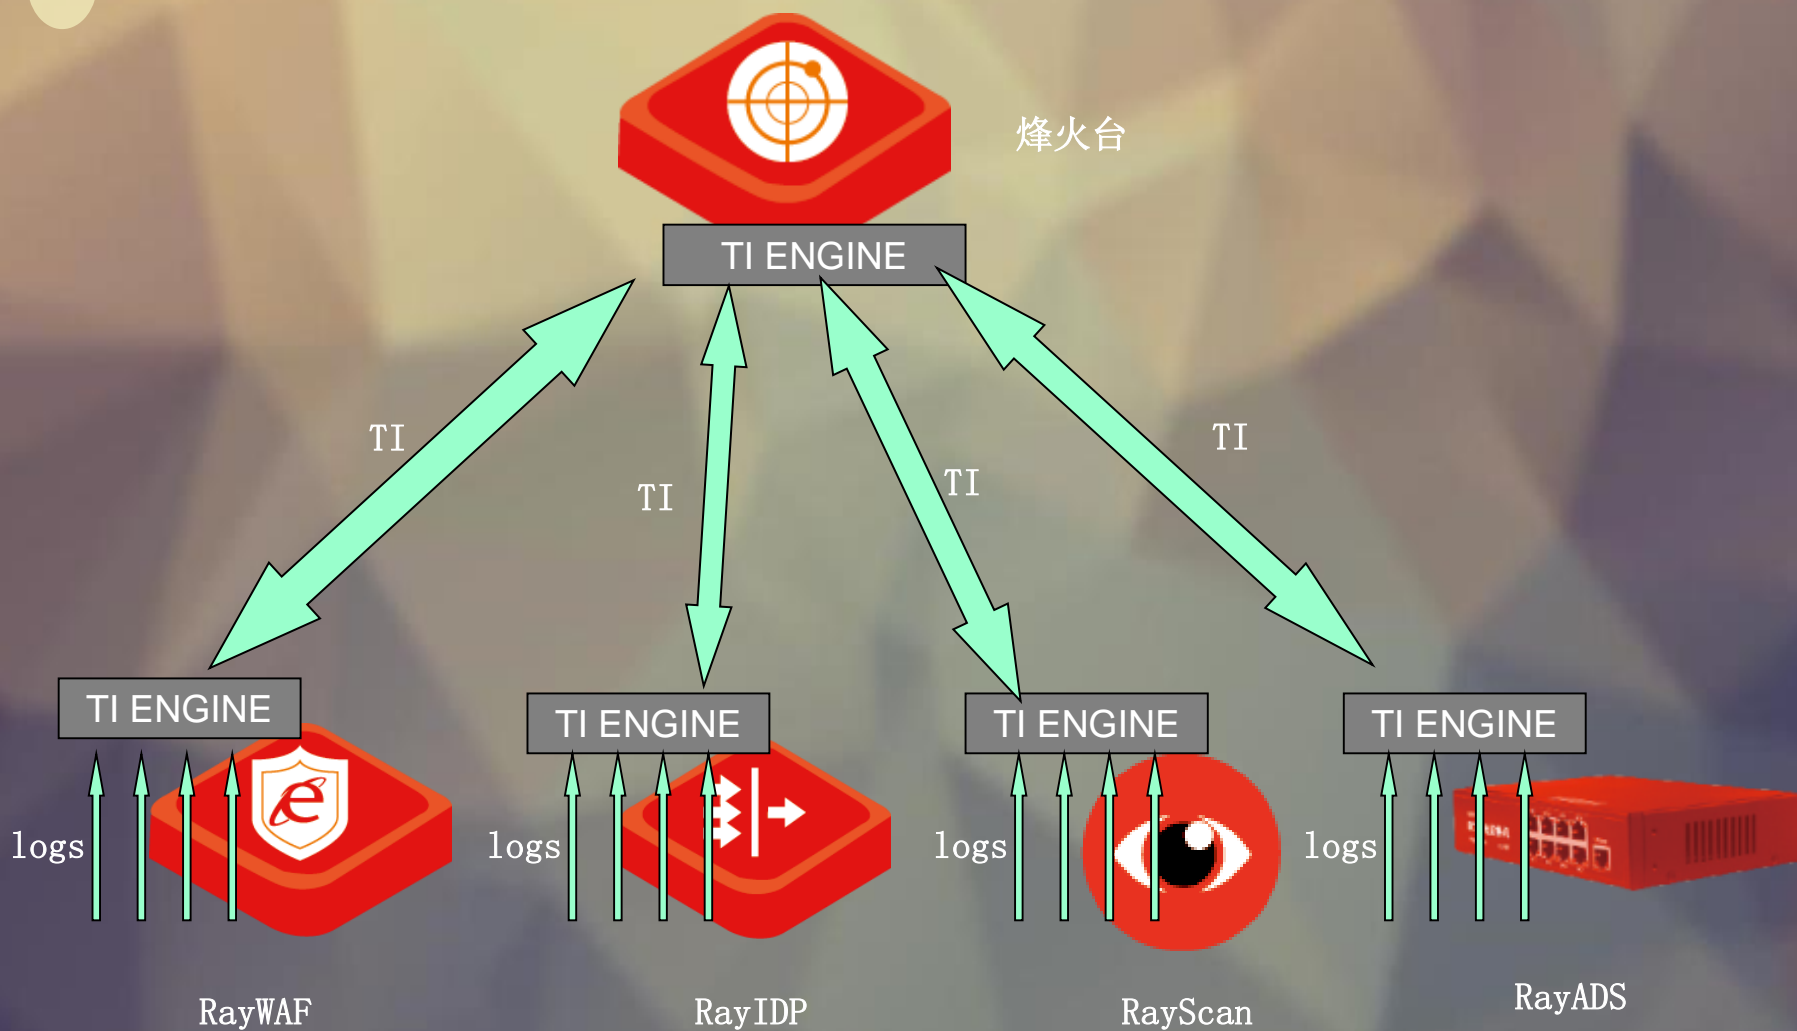 烽火台
TI ENGINE
TI
TI
TI
TI
TI ENGINE
TI ENGINE
TI ENGINE
TI ENGINE
logs
logs
logs
logs
RayWAF
RayIDP
RayScan
RayADS